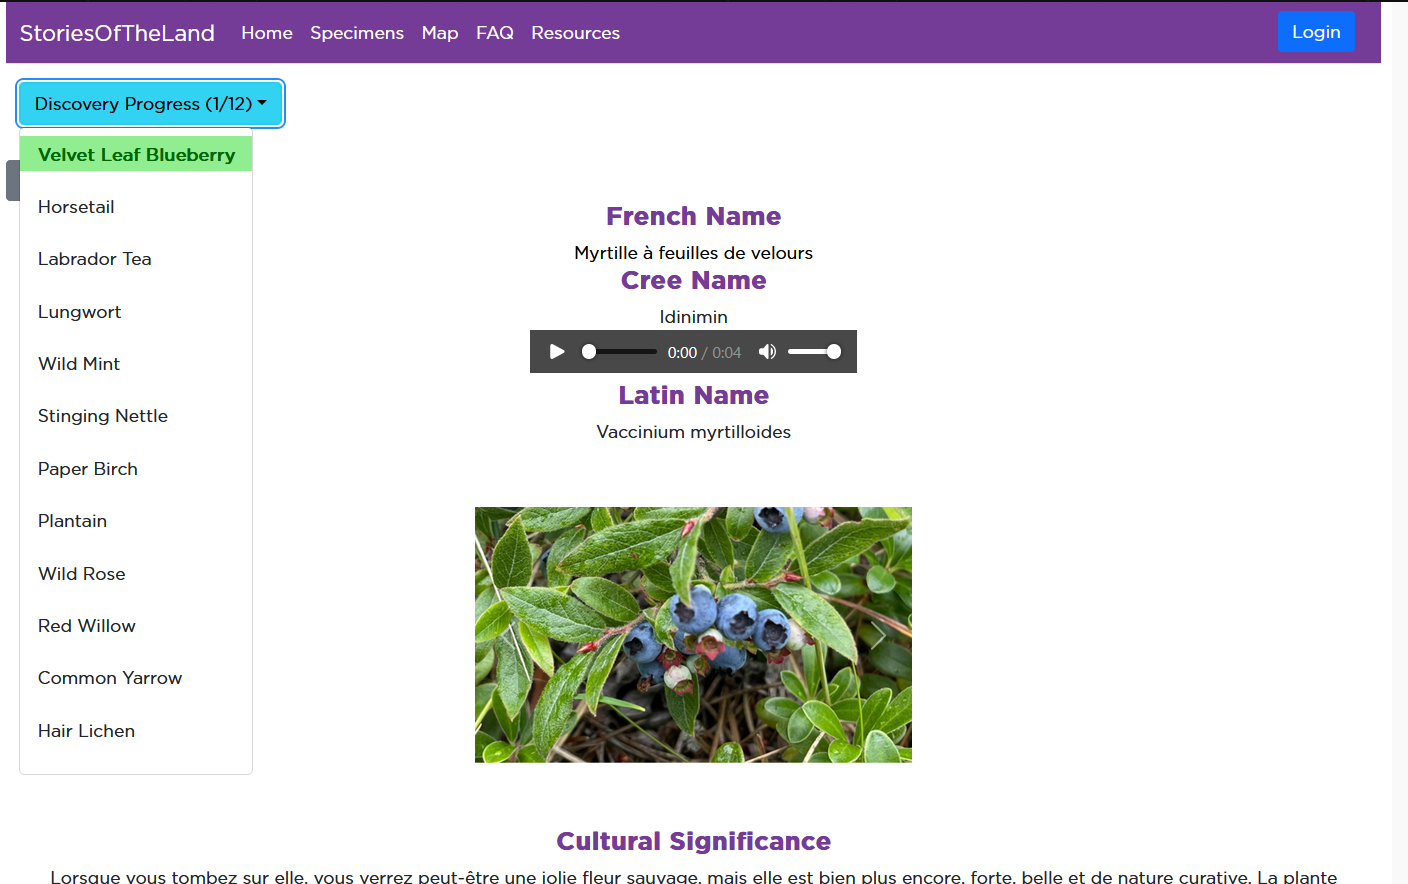 StoriesOfTheLand Home Specimens Map FAQ Resources Login
Discovery Progress (1/12)
Velvet Leaf Blueberry
Horsetail
Labrador Tea
Lungwort
Wild Mint
Stinging Nettle
Paper Birch
Plantain
Wild Rose
Red Willow
Common Yarrow
Hair Lichen
French Name
Myrtille à feuilles de velours
Cree Name
Idinimin
0:00 / 0:04
Latin Name
Vaccinium myrtilloides
Cultural Significance
Lorsque vous tombez sur elle, vous verrez peut-être une jolie fleur sauvage, mais elle est bien plus encore, forte, belle et de nature curative. La plante